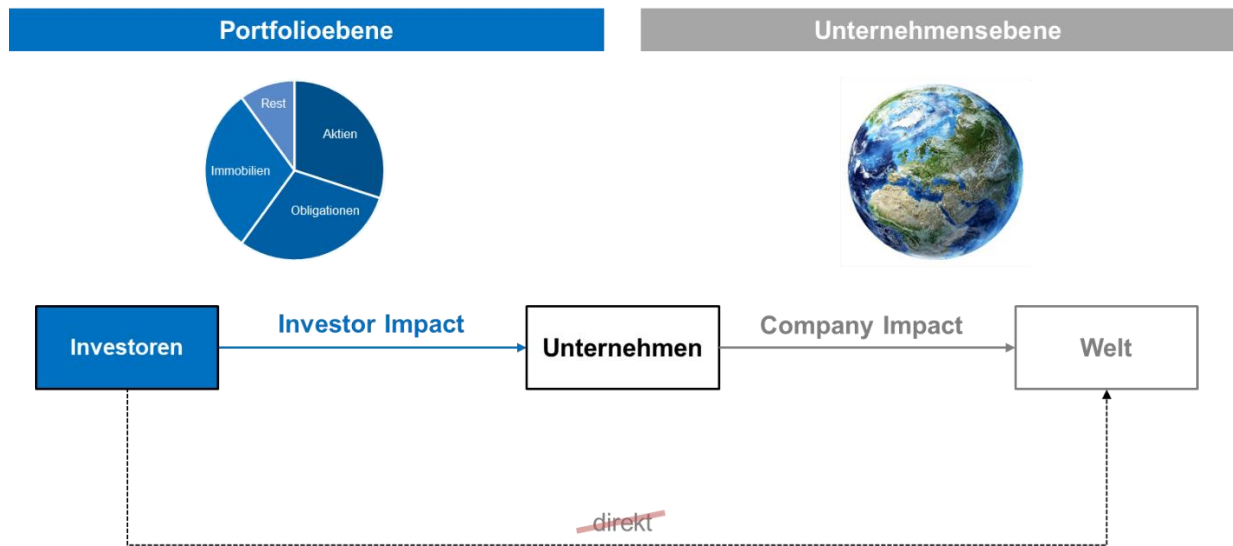 Portfolioebene
Unternehmensebene
Rest
Aktien
Immobilien
Obligationen
Investor Impact
Company Impact
Investoren
Unternehmen
Welt
direkt